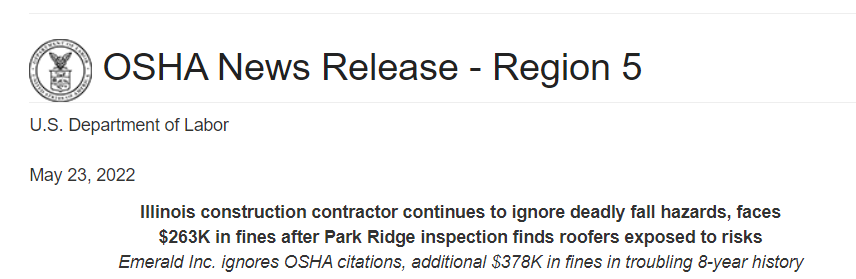 OSHA News Release - Region 5
U.S. Department of Labor
May 23, 2022
Illinois construction contractor continues to ignore deadly fall hazards, faces
$263K in fines after Park Ridge inspection finds roofers exposed to risks
Emerald Inc. ignores OSHA citations, additional $378K in fines in troubling 8-year history